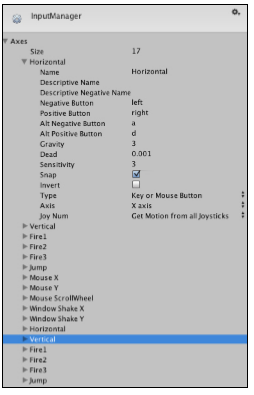 InputManager
Axes
Size 17
Horizontal
Name Horizontal
Descriptive Name
Descriptive Negative Name
Negative Button left
Positive Button right
Alt Negative Button a
Alt Positive Button d
Gravity 3
Dead 0.001
Sensitivity 3
Snap
Invert
Type Key or Mouse Button
Axis X axis
Joy Num Get Motion from all Joysticks
Vertical
Fire1
Fire2
Fire3
Jump
Mouse X
Mouse Y
Mouse ScrollWheel
Window Shake X
Window Shake Y
Horizontal
Vertical
Fire1
Fire2
Fire3
Jump